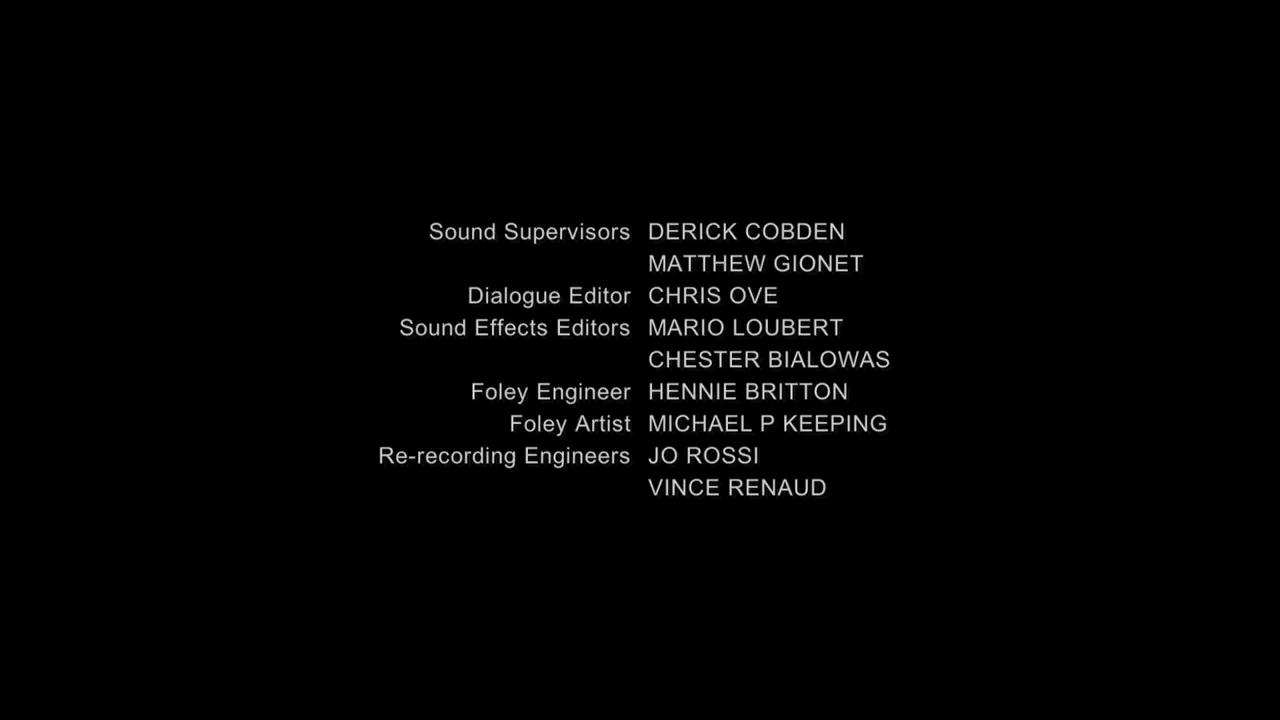 Sound Supervisors DERICK COBDEN
MATTHEW GIONET
Dialogue Editor CHRIS OVE
Sound Effects Editors MARIO LOUBERT
CHESTER BIALOWAS
Foley Engineer HENNIE BRITTON
Foley Artist MICHAEL P KEEPING
Re-recording Engineers JO ROSSI
VINCE RENAUD